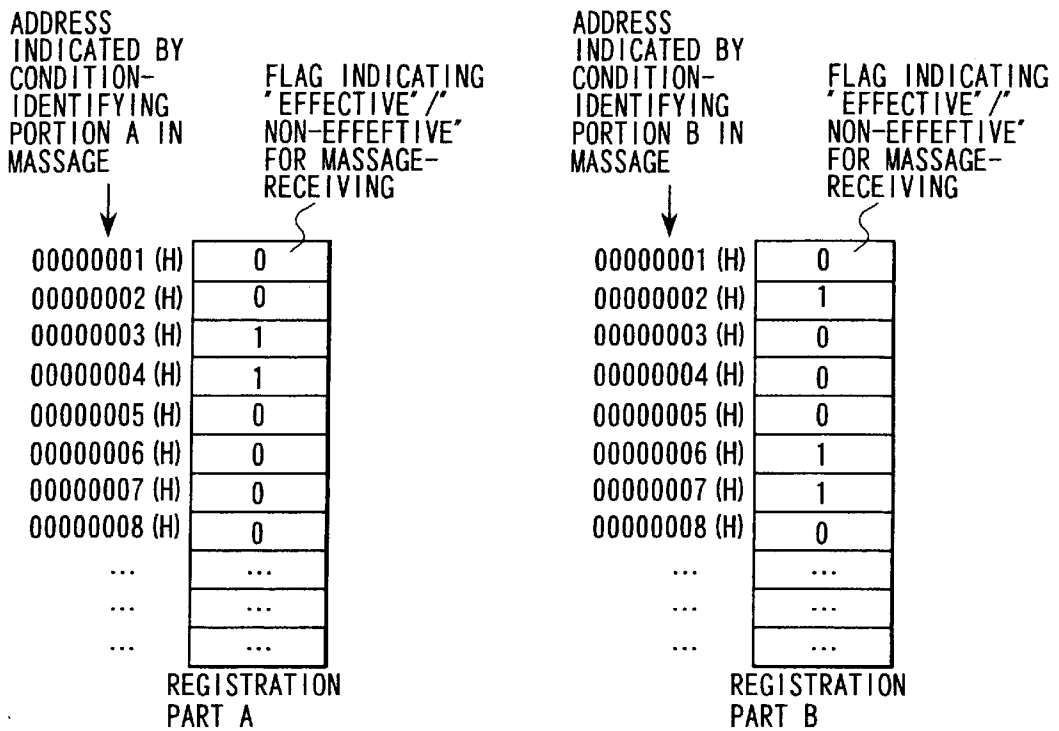 ADDRESS
INDICATED BY
CONDITION-
IDENTIFYING
PORTION A IN
MASSAGE
FLAG INDICATING
"EFFECTIVE"/"
NON-EFFEFTIVE"
FOR MASSAGE-
RECEIVING
00000001 (H) 0
00000002 (H) 0
00000003 (H) 1
00000004 (H) 1
00000005 (H) 0
00000006 (H) 0
00000007 (H) 0
00000008 (H) 0
... ...
... ...
... ...
REGISTRATION
PART A
ADDRESS
INDICATED BY
CONDITION-
IDENTIFYING
PORTION B IN
MASSAGE
FLAG INDICATING
"EFFECTIVE"/"
NON-EFFEFTIVE"
FOR MASSAGE-
RECEIVING
00000001 (H) 0
00000002 (H) 1
00000003 (H) 0
00000004 (H) 0
00000005 (H) 0
00000006 (H) 1
00000007 (H) 1
00000008 (H) 0
... ...
... ...
... ...
REGISTRATION
PART B